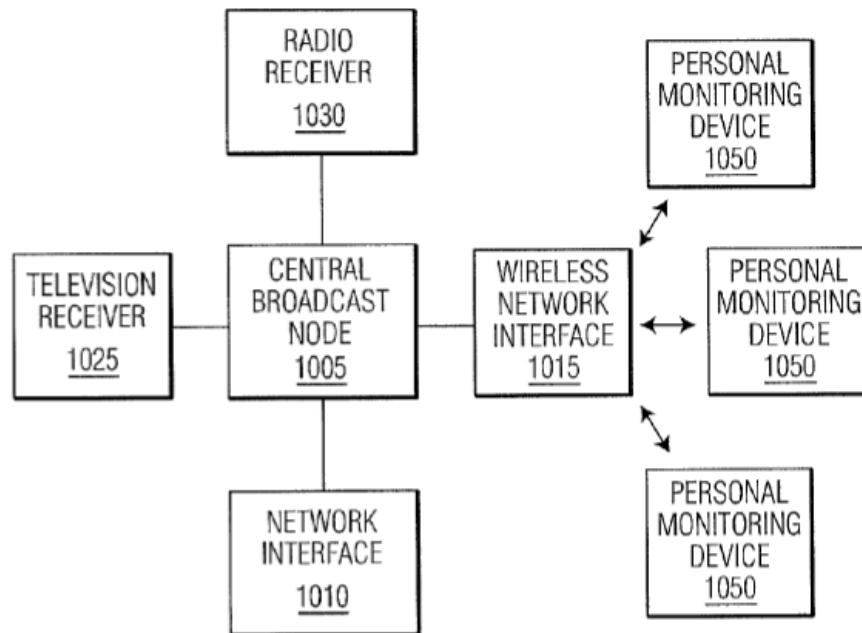 RADIO
RECEIVER
1030
PERSONAL
MONITORING
DEVICE
1050
TELEVISION
RECEIVER
1025
CENTRAL
BROADCAST
NODE
1005
WIRELESS
NETWORK
INTERFACE
1015
PERSONAL
MONITORING
DEVICE
1050
NETWORK
INTERFACE
1010
PERSONAL
MONITORING
DEVICE
1050